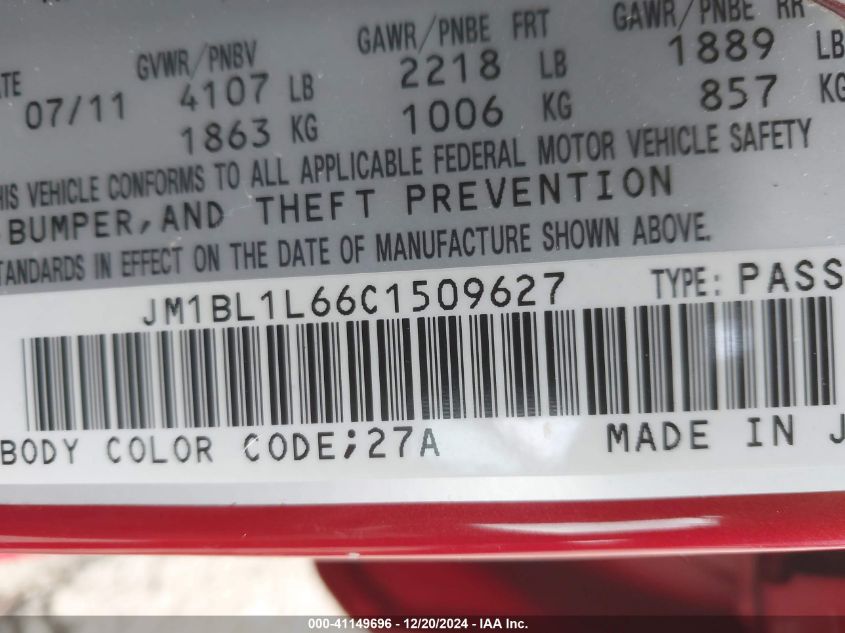 GVWR/PNBV GAWR/PNBE FRT GAWR/PNBE RR
07/11 4107 LB 2218 LB 1889 LB
1863 KG 1006 KG 857 KG
VEHICLE CONFORMS TO ALL APPLICABLE FEDERAL MOTOR VEHICLE SAFETY
BUMPER, AND THEFT PREVENTION
IN EFFECT ON THE DATE OF MANUFACTURE SHOWN ABOVE.
JM1BL1L66C1509627 TYPE: PASS
BODY COLOR CODE;27A MADE IN J
000-41149696 - 12/20/2024 - IAA Inc.